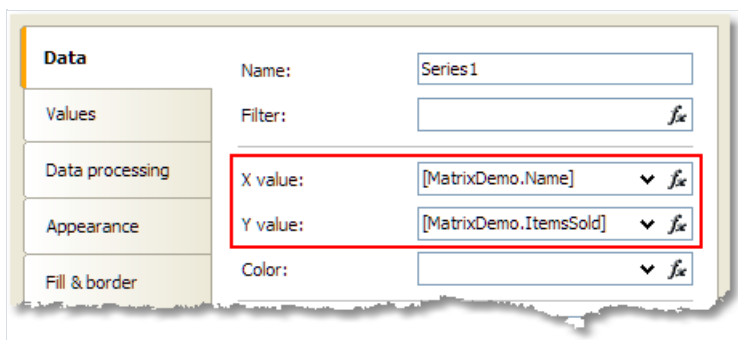 Data
Values
Data processing
Appearance
Fill & border
Name: Series1
Filter: fx
X value: [MatrixDemo.Name] fx
Y value: [MatrixDemo.ItemsSold] fx
Color: fx